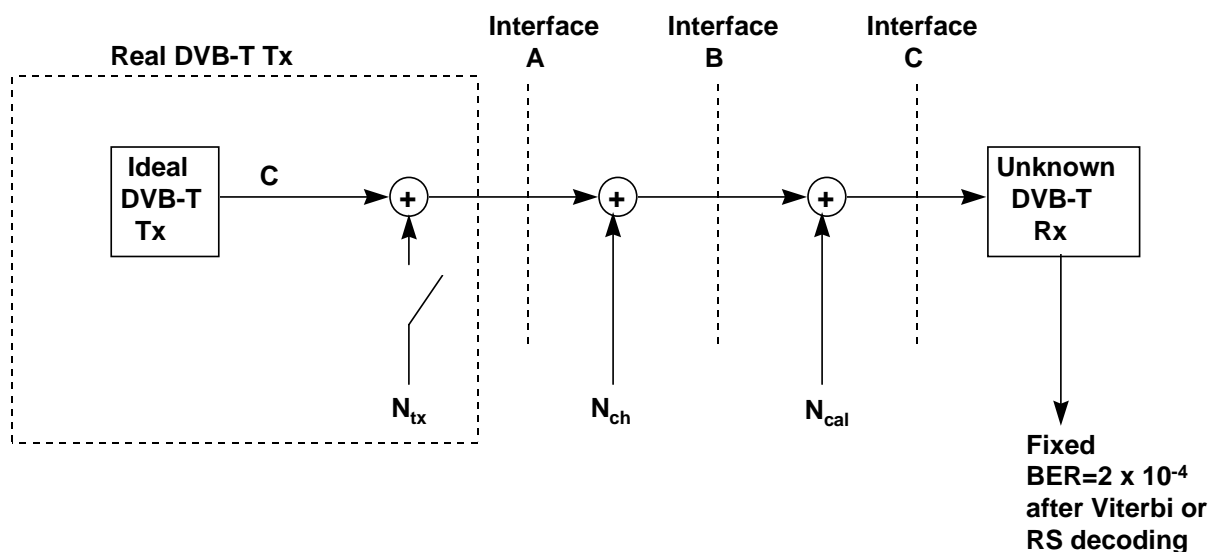 Real DVB-T Tx
Interface
A
Interface
B
Interface
C
Ideal
DVB-T
Tx
C
+
+
+
Unknown
DVB-T
Rx
Ntx
Nch
Ncal
Fixed
BER=2 x 10-4
after Viterbi or
RS decoding